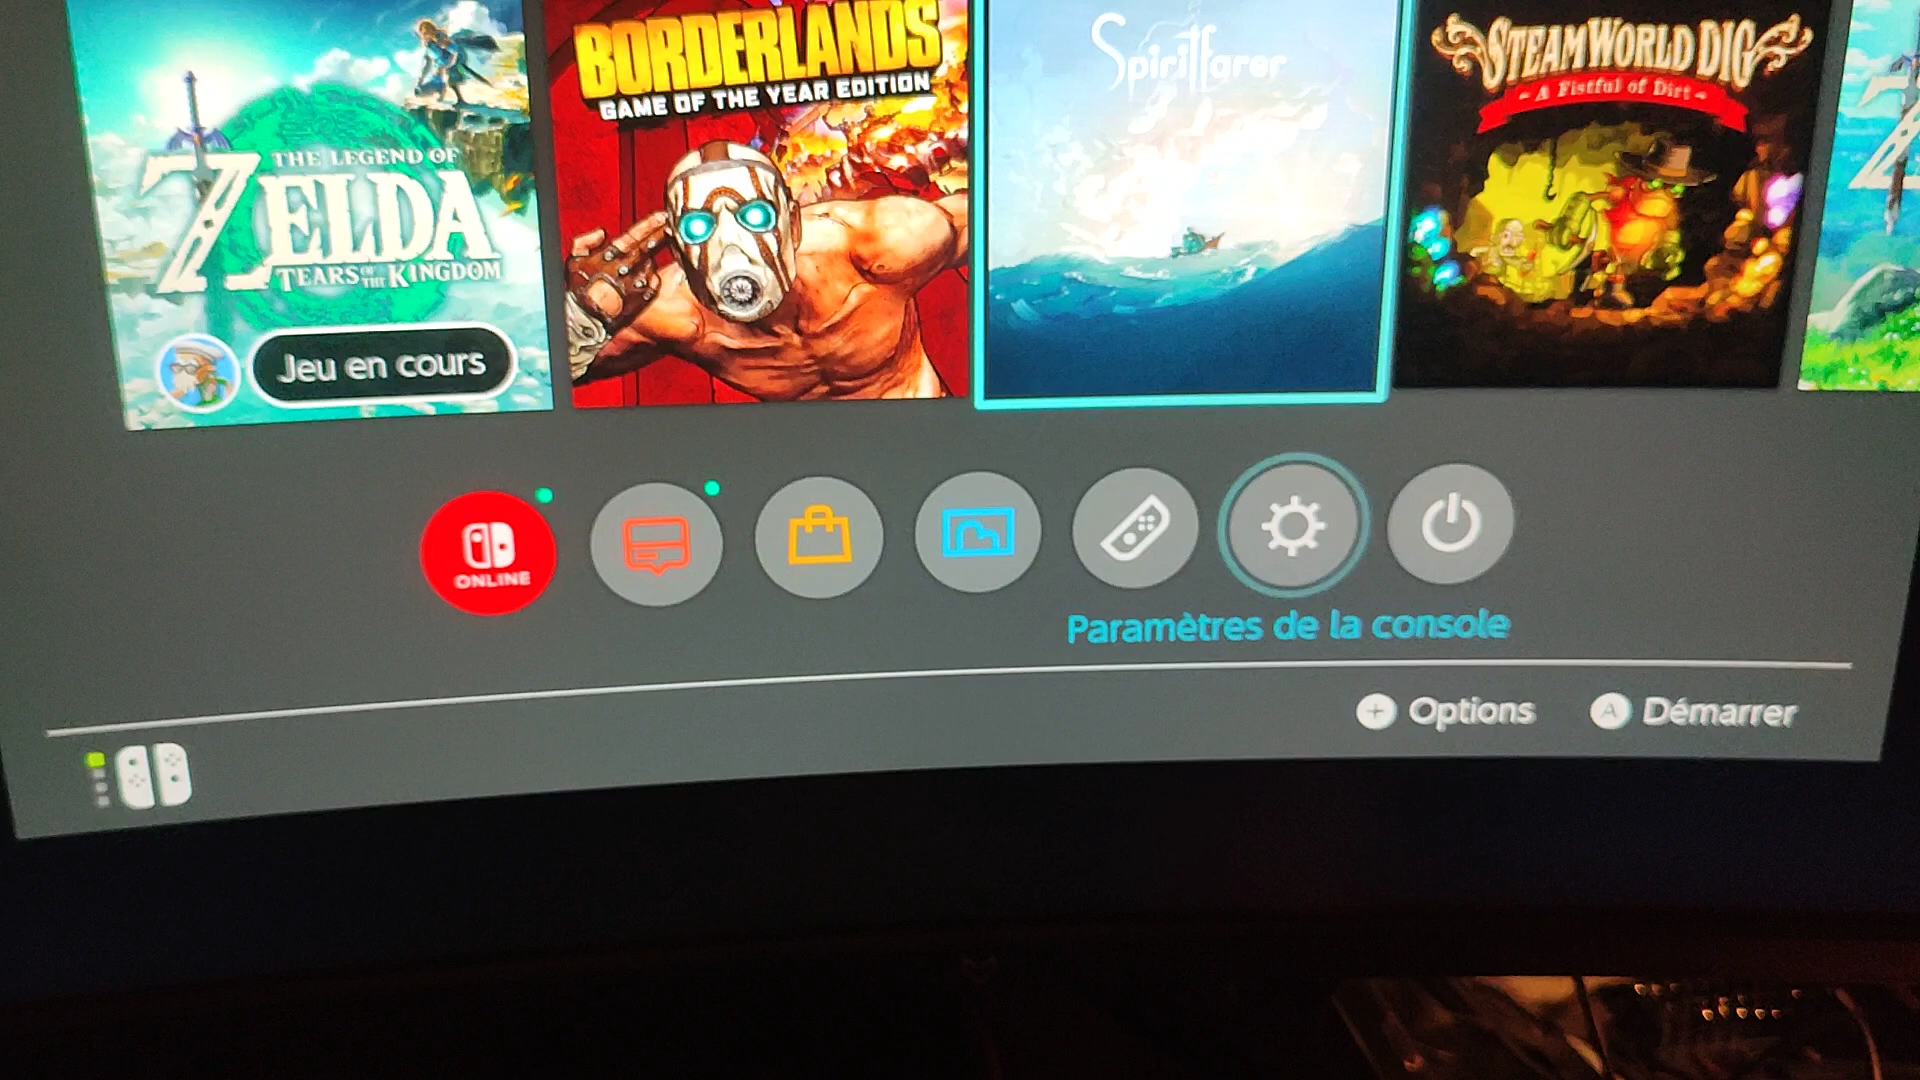 THE LEGEND OF
ZELDA
TEARS OF THE KINGDOM
Jeu en cours
BORDERLANDS
GAME OF THE YEAR EDITION
Spiritfarer
STEAMWORLD DIG
A Fistful of Dirt
ONLINE
Paramètres de la console
+ Options
A Démarrer